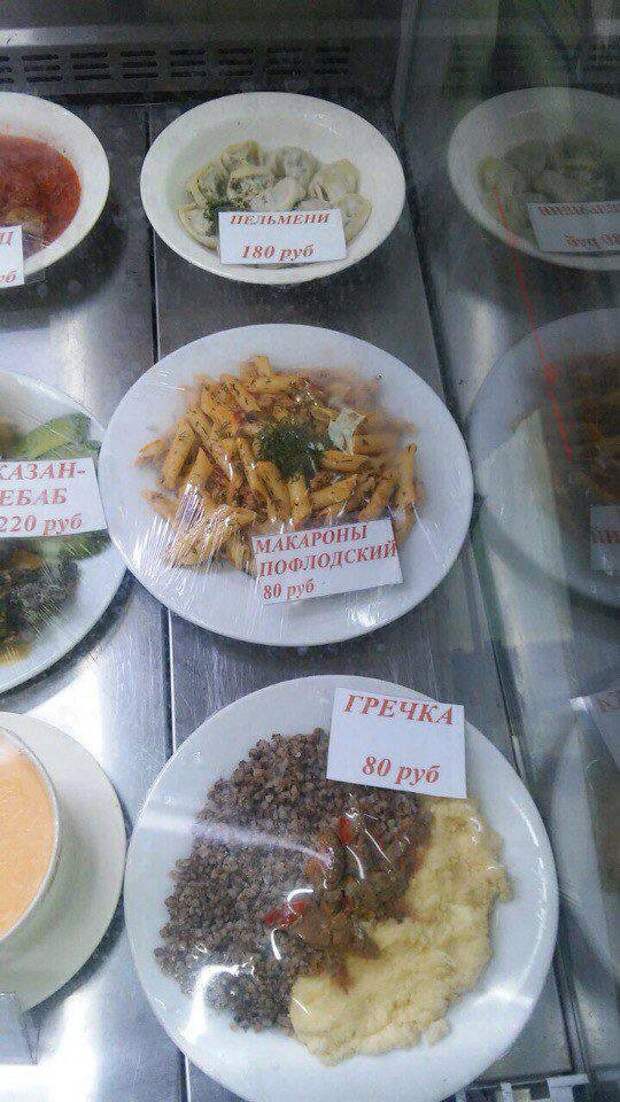 ПЕЛЬМЕНИ
180 руб
КАЗАН-
ЕБАБ
220 руб
МАКАРОНЫ
ПОФЛОДСКИЙ
80 руб
ГРЕЧКА
80 руб